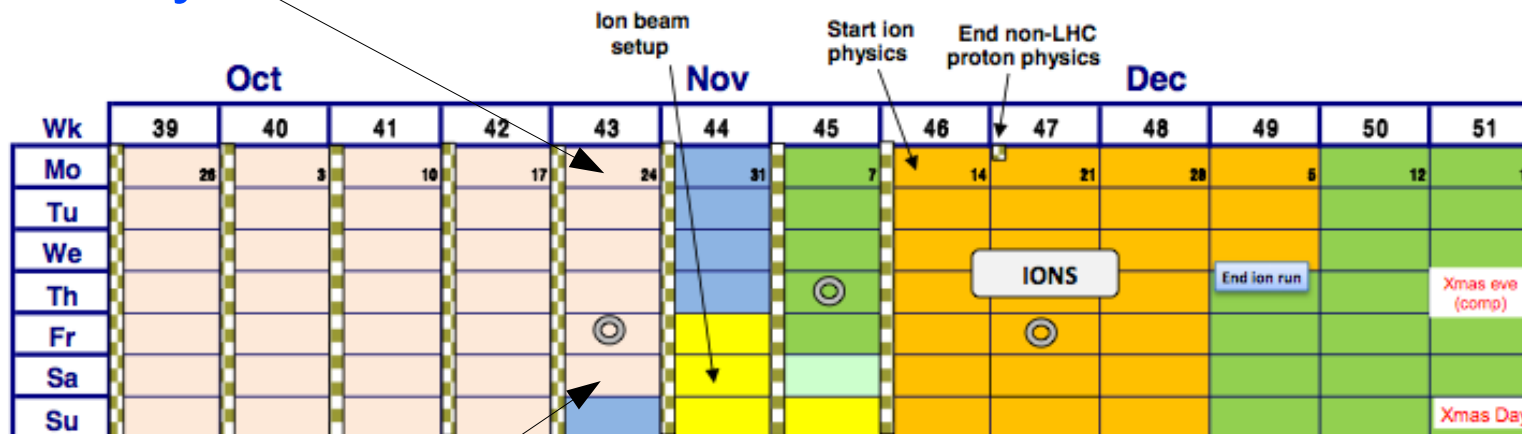 Ion beam
setup
Start ion
physics
End non-LHC
proton physics
Oct Nov Dec
Wk 39 40 41 42 43 44 45 46 47 48 49 50 51
Mo 26 3 10 17 24 31 7 14 21 28 5 12
Tu
We
IONS
Th
End ion run
Xmas eve
(comp)
Fr
Sa
Su
Xmas Day